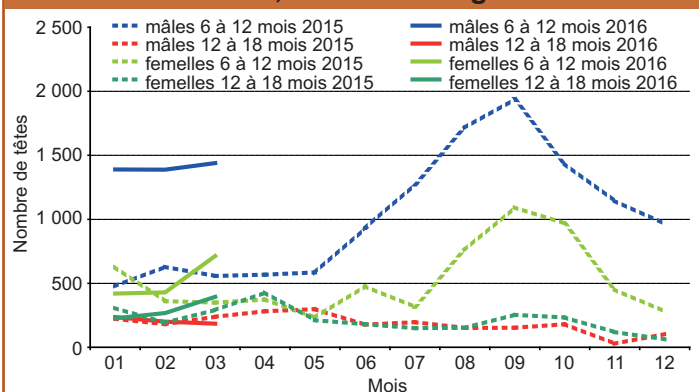 2 500
mâles 6 à 12 mois 2015
mâles 6 à 12 mois 2016
mâles 12 à 18 mois 2015
mâles 12 à 18 mois 2016
femelles 6 à 12 mois 2015
femelles 6 à 12 mois 2016
femelles 12 à 18 mois 2015
femelles 12 à 18 mois 2016
2 000
1 500
1 000
500
0
Nombre de têtes
01 02 03 04 05 06 07 08 09 10 11 12
Mois